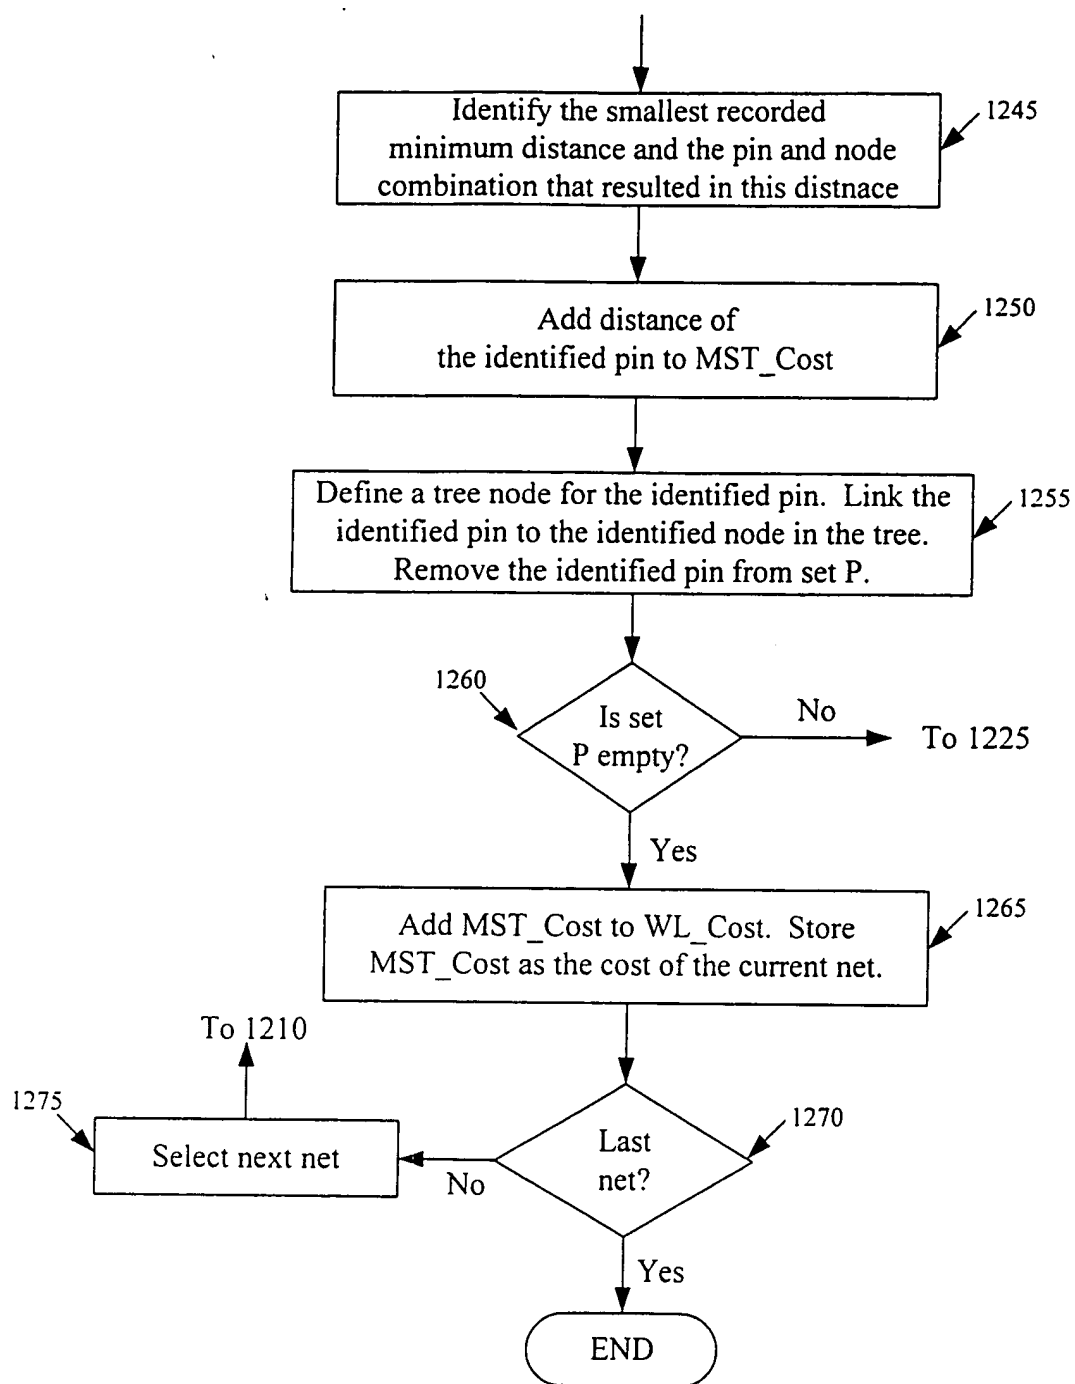 Identify the smallest recorded
minimum distance and the pin and node
combination that resulted in this distnace
1245
Add distance of
the identified pin to MST_Cost
1250
Define a tree node for the identified pin. Link the
identified pin to the identified node in the tree.
Remove the identified pin from set P.
1255
1260
Is set
P empty?
No
To 1225
Yes
Add MST_Cost to WL_Cost. Store
MST_Cost as the cost of the current net.
1265
To 1210
1275
Select next net
No
Last
net?
1270
Yes
END